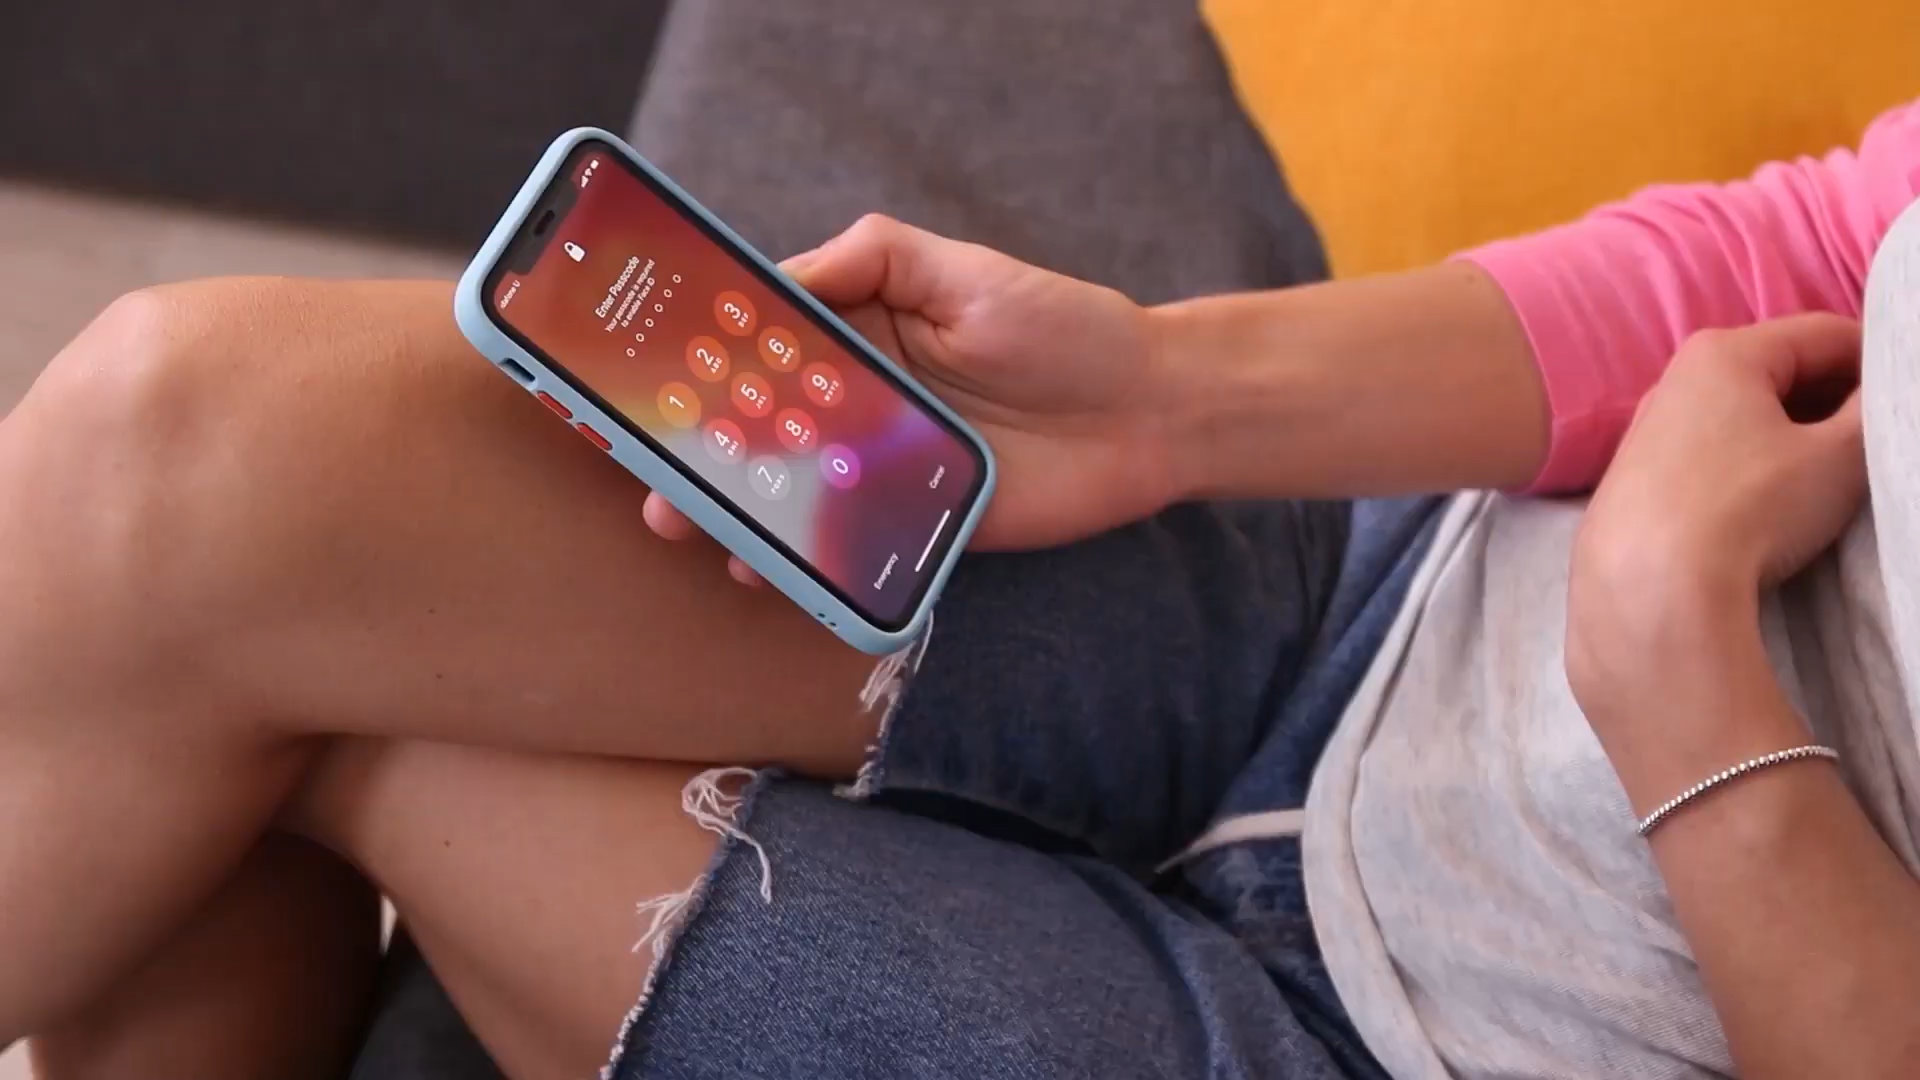 Enter Passcode
Your passcode is required
to enable Face ID
1
2
ABC
3
DEF
4
GHI
5
JKL
6
MNO
7
PQRS
8
TUV
9
WXYZ
0
Emergency
Cancel